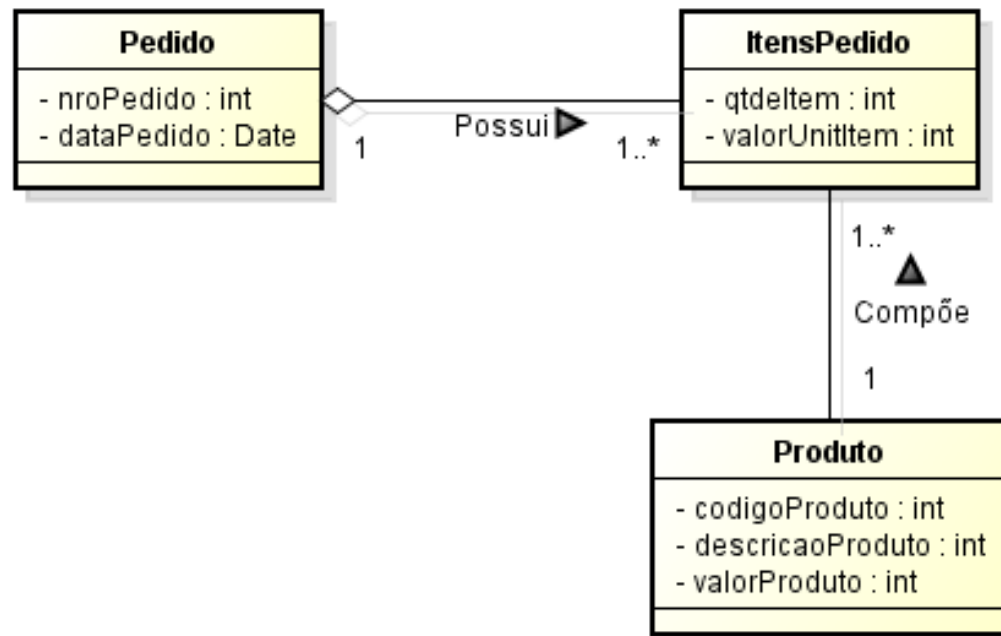 Pedido
- nroPedido : int
- dataPedido : Date
Possui
1
1..*
ItensPedido
- qtdeItem : int
- valorUnitItem : int
1..*
Compõe
1
Produto
- codigoProduto : int
- descricaoProduto : int
- valorProduto : int